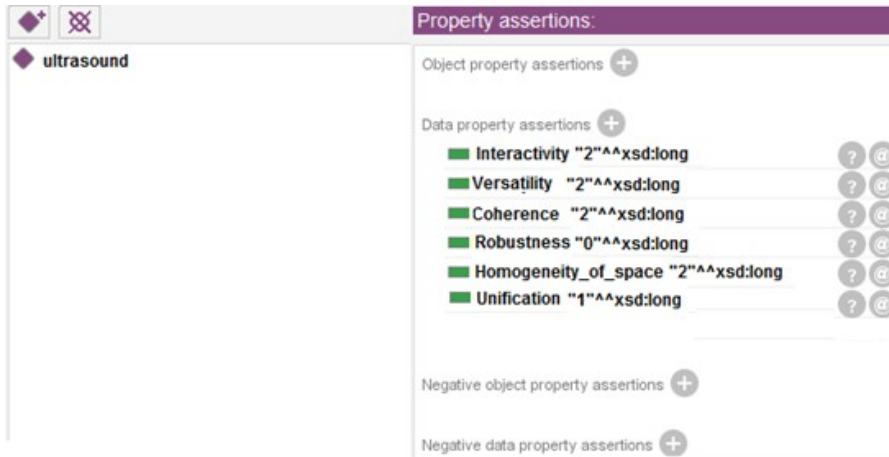 Property assertions:
ultrasound
Object property assertions
Data property assertions
Interactivity "2"^^xsd:long
Versatility "2"^^xsd:long
Coherence "2"^^xsd:long
Robustness "0"^^xsd:long
Homogeneity_of_space "2"^^xsd:long
Unification "1"^^xsd:long
Negative object property assertions
Negative data property assertions